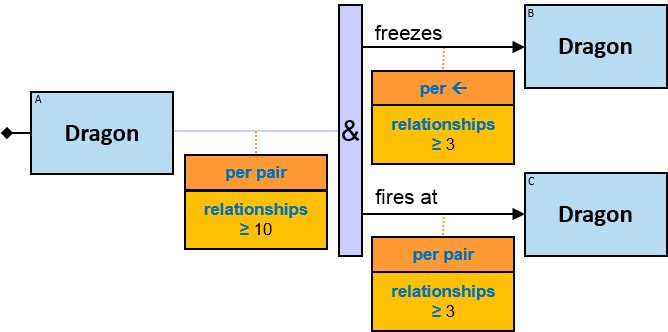 A
Dragon
per pair
relationships
≥ 10
&
freezes
per ←
relationships
≥ 3
B
Dragon
fires at
per pair
relationships
≥ 3
C
Dragon